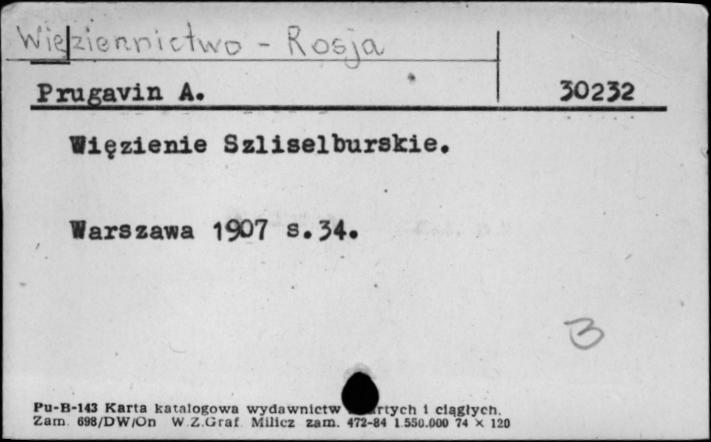 Więziennictwo - Rosja
Prugavin A. 30232
Więzienie Szliselburskie.
Warszawa 1907 s.34.
3
Pu-B-143 Karta katalogowa wydawnictw i ciągłych.
Zam. 698/DW/On W.Z.Graf. Milicz zam. 472-84 1.550.000 74 × 120